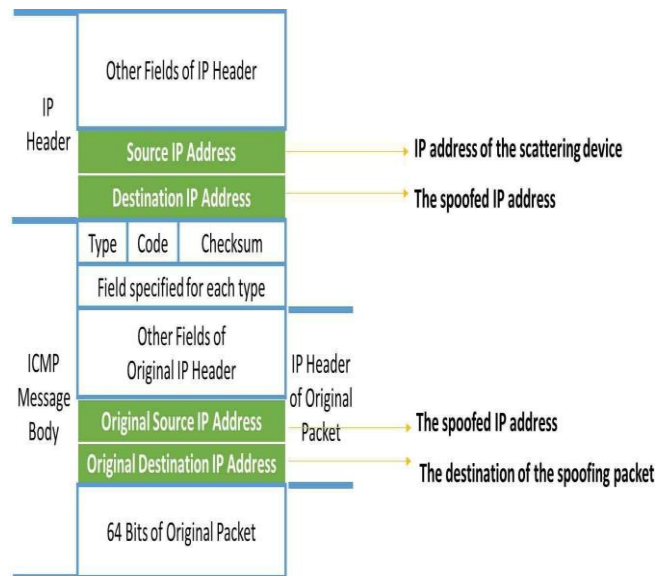 Other Fields of IP Header
IP
Header
Source IP Address
IP address of the scattering device
Destination IP Address
The spoofed IP address
Type
Code
Checksum
Field specified for each type
Other Fields of
Original IP Header
ICMP
Message
Body
IP Header
of Original
Packet
Original Source IP Address
The spoofed IP address
Original Destination IP Address
The destination of the spoofing packet
64 Bits of Original Packet